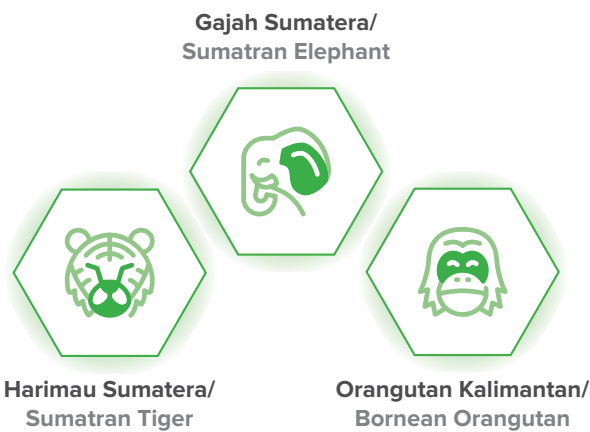 Gajah Sumatera/
Sumatran Elephant
Harimau Sumatera/
Sumatran Tiger
Orangutan Kalimantan/
Bornean Orangutan